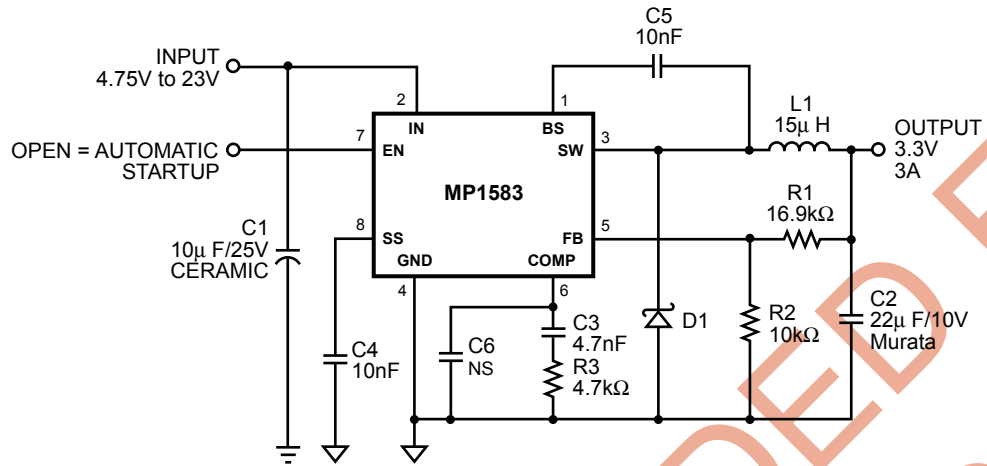 C5
10nF
INPUT
4.75V to 23V
2
1
L1
15μ H
IN
BS
OUTPUT
3.3V
3A
7
EN
SW
3
OPEN = AUTOMATIC
STARTUP
MP1583
R1
16.9kΩ
8
SS
FB
5
C1
10μ F/25V
CERAMIC
GND
COMP
4
6
C2
22μ F/10V
Murata
D1
R2
10kΩ
C3
4.7nF
C6
NS
C4
10nF
R3
4.7kΩ